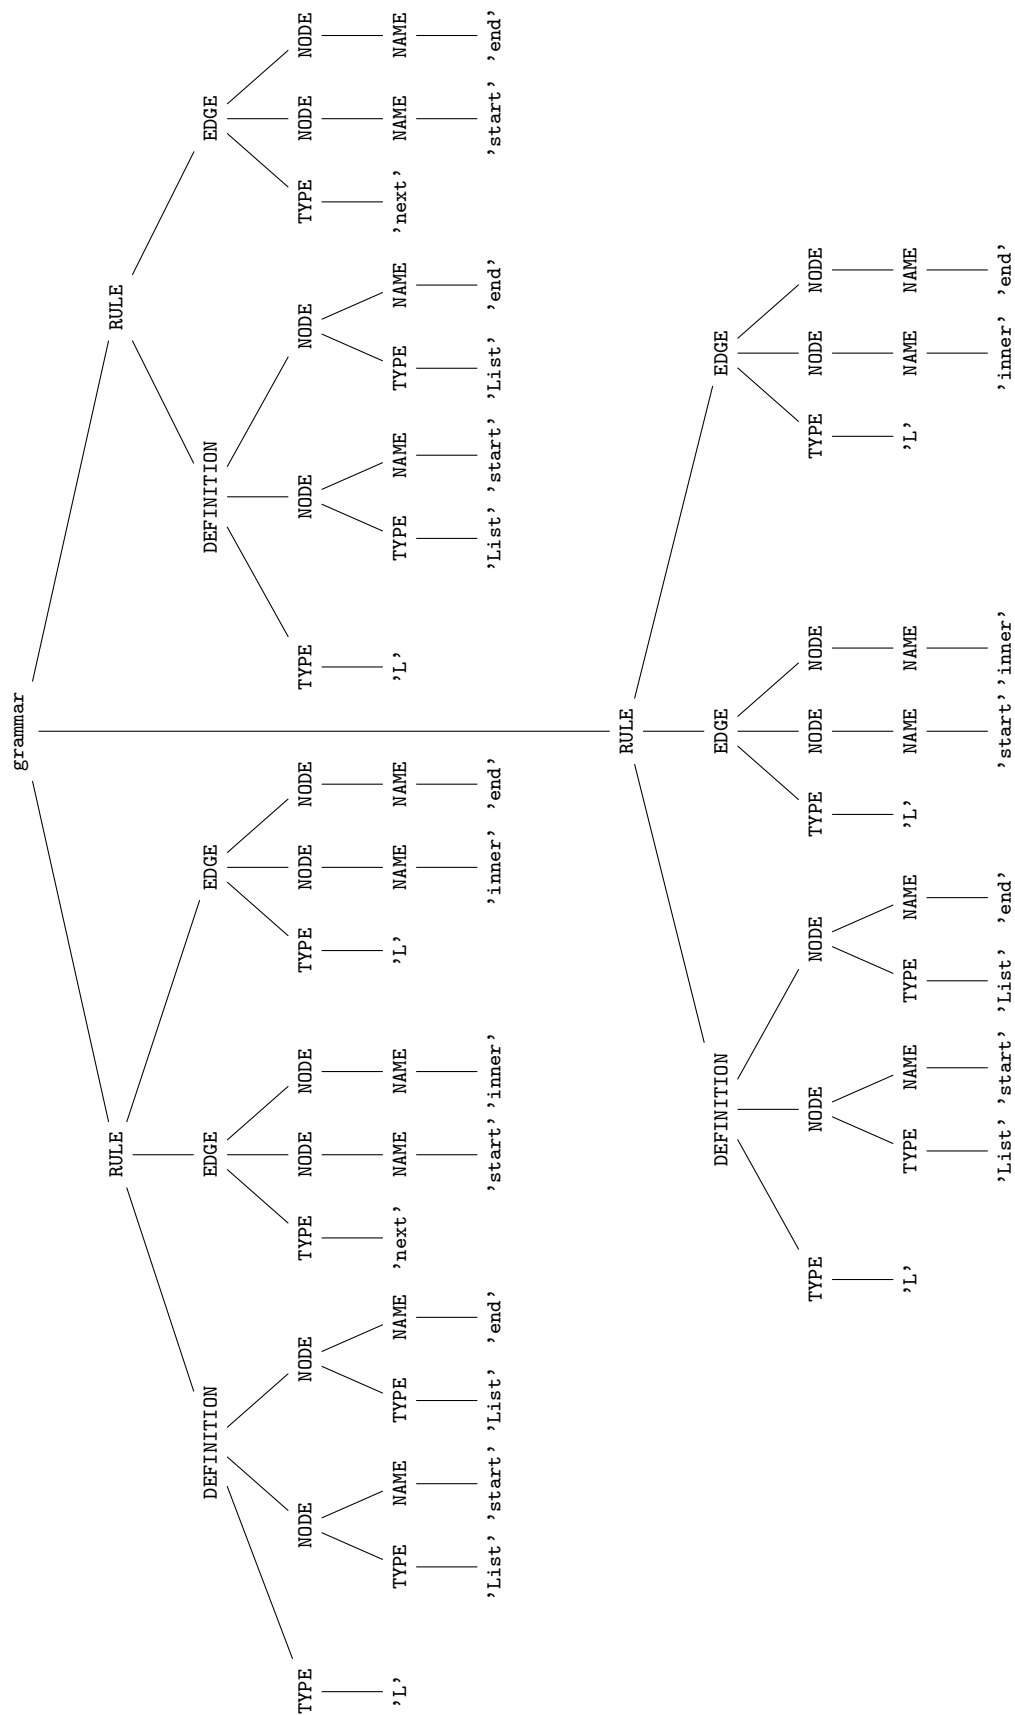 grammar
RULE RULE
DEFINITION EDGE EDGE DEFINITION EDGE
TYPE NODE NODE TYPE NODE NODE TYPE NODE NODE TYPE NODE NODE TYPE NODE NODE
’L’ TYPE NAME TYPE NAME ’next’ NAME NAME ’L’ NAME NAME ’L’ TYPE NAME TYPE NAME ’next’ NAME NAME
’List’ ’start’ ’List’ ’end’ ’start’ ’inner’ ’inner’ ’end’ ’List’ ’start’ ’List’ ’end’ ’start’ ’end’
RULE
DEFINITION EDGE EDGE
TYPE NODE NODE TYPE NODE NODE TYPE NODE NODE
’L’ TYPE NAME TYPE NAME ’L’ NAME NAME ’L’ NAME NAME
’List’ ’start’ ’List’ ’end’ ’start’ ’inner’ ’inner’ ’end’